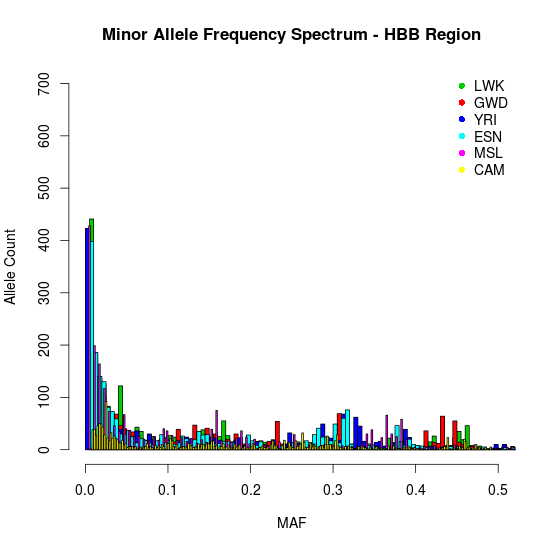 Minor Allele Frequency Spectrum - HBB Region
700
600
500
400
300
200
100
0
Allele Count
LWK
GWD
YRI
ESN
MSL
CAM
0.0 0.1 0.2 0.3 0.4 0.5
MAF